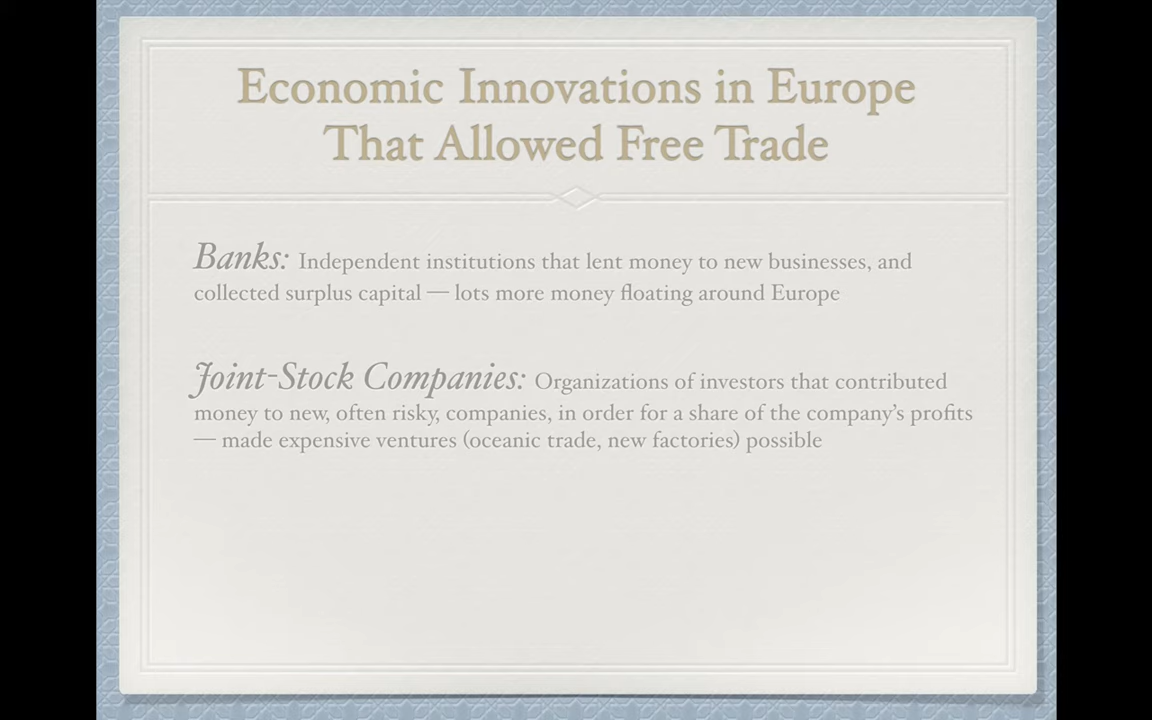 Economic Innovations in Europe
That Allowed Free Trade
Banks: Independent institutions that lent money to new businesses, and
collected surplus capital — lots more money floating around Europe
Joint-Stock Companies: Organizations of investors that contributed
money to new, often risky, companies, in order for a share of the company’s profits
— made expensive ventures (oceanic trade, new factories) possible